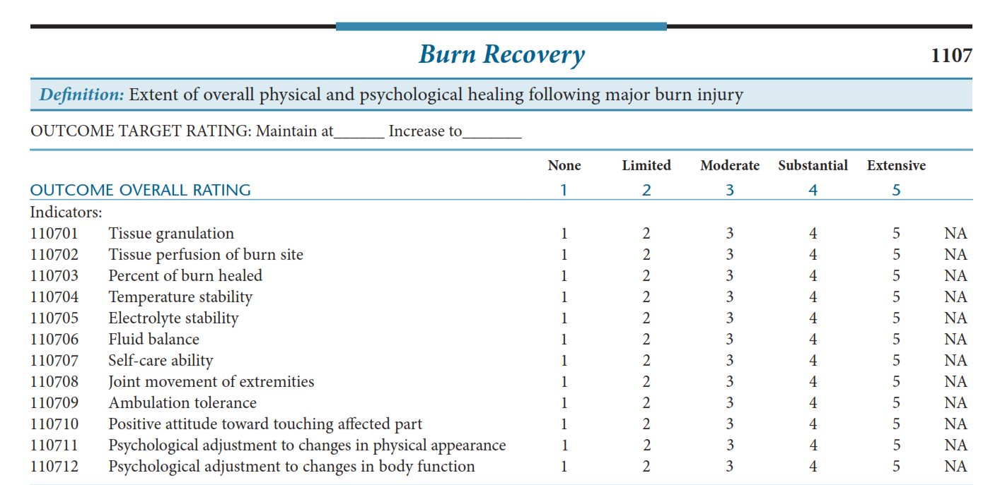 Burn Recovery 1107
Definition: Extent of overall physical and psychological healing following major burn injury
OUTCOME TARGET RATING: Maintain at______ Increase to_______
None Limited Moderate Substantial Extensive
OUTCOME OVERALL RATING 1 2 3 4 5
Indicators:
110701 Tissue granulation 1 2 3 4 5 NA
110702 Tissue perfusion of burn site 1 2 3 4 5 NA
110703 Percent of burn healed 1 2 3 4 5 NA
110704 Temperature stability 1 2 3 4 5 NA
110705 Electrolyte stability 1 2 3 4 5 NA
110706 Fluid balance 1 2 3 4 5 NA
110707 Self-care ability 1 2 3 4 5 NA
110708 Joint movement of extremities 1 2 3 4 5 NA
110709 Ambulation tolerance 1 2 3 4 5 NA
110710 Positive attitude toward touching affected part 1 2 3 4 5 NA
110711 Psychological adjustment to changes in physical appearance 1 2 3 4 5 NA
110712 Psychological adjustment to changes in body function 1 2 3 4 5 NA